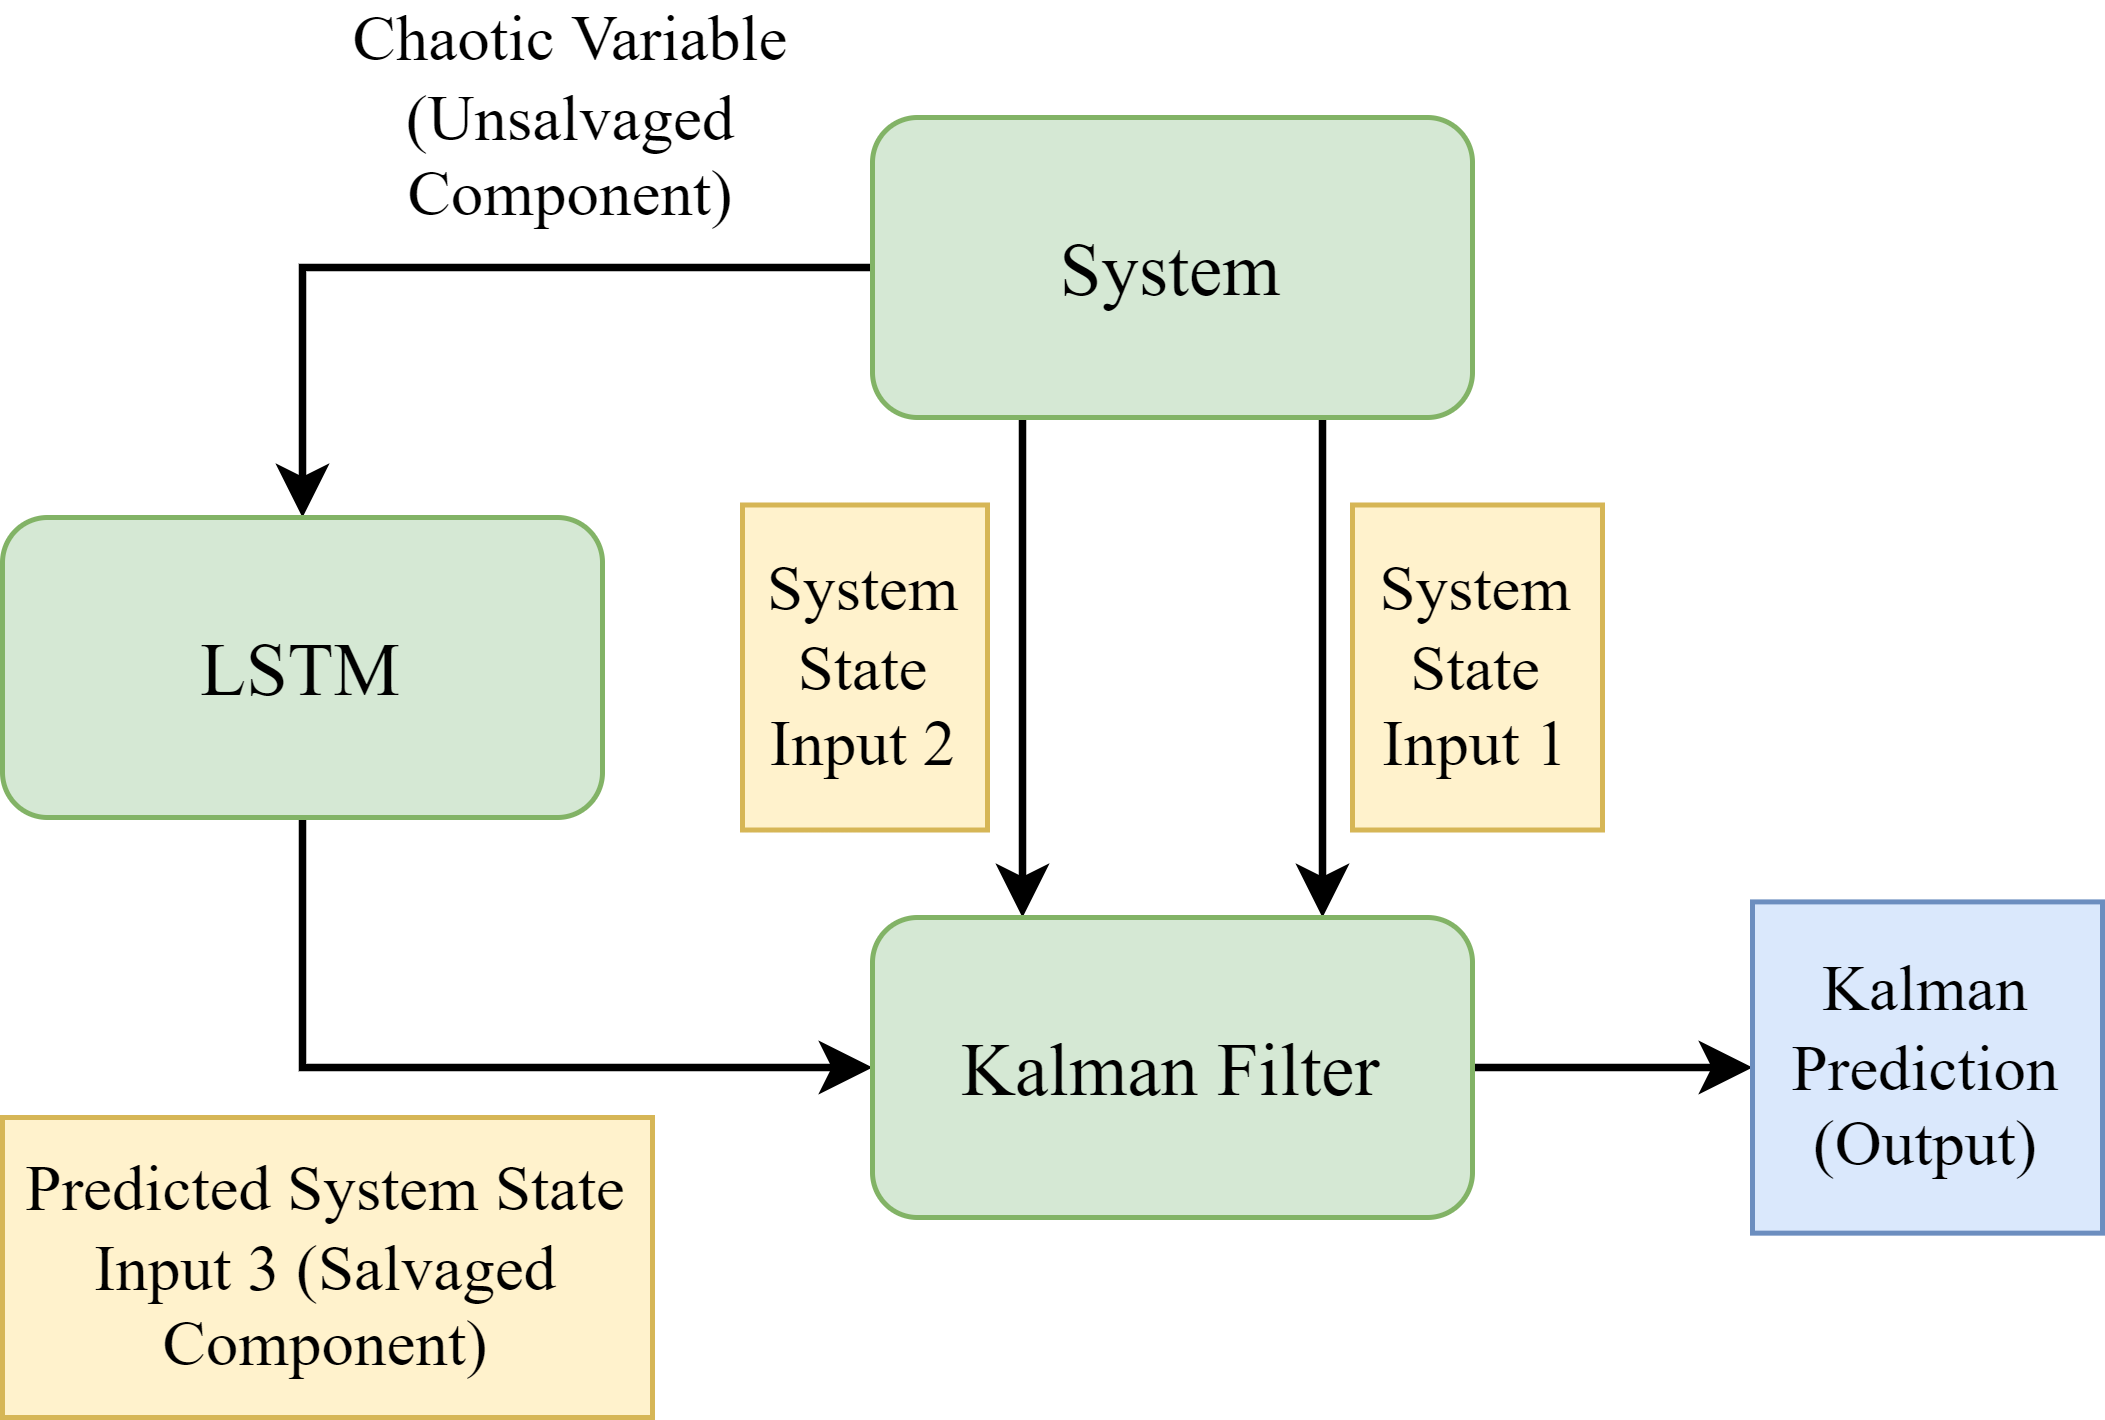 Chaotic Variable
(Unsalvaged
Component)
System
LSTM
System
State
Input 2
System
State
Input 1
Kalman Filter
Kalman
Prediction
(Output)
Predicted System State
Input 3 (Salvaged
Component)